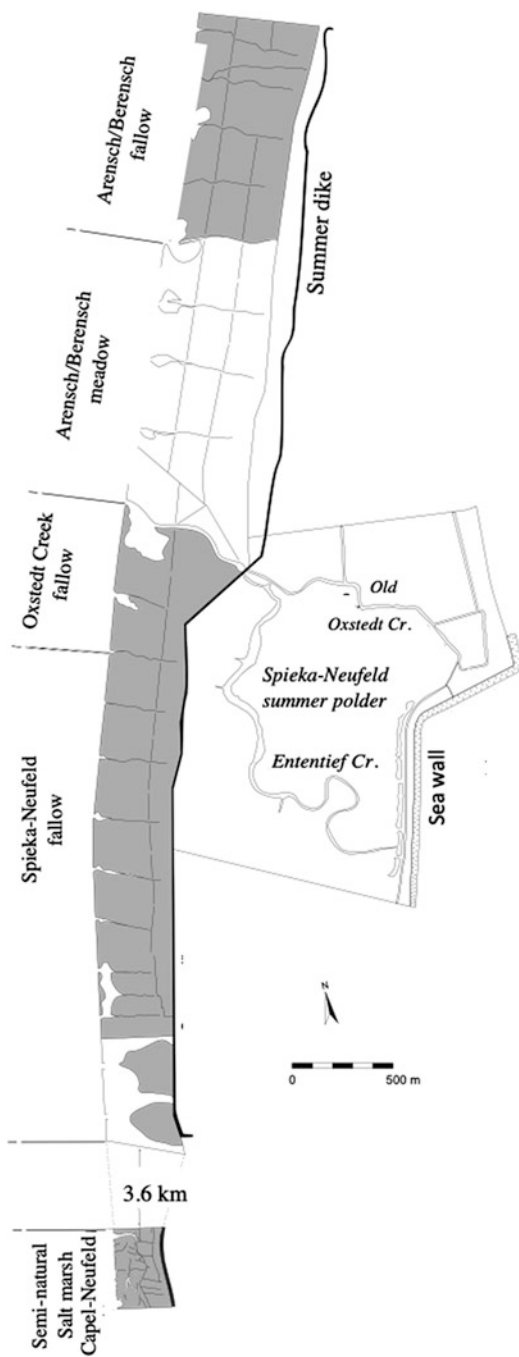 Arensch/Berensch
fallow
Summer dike
Arensch/Berensch
meadow
Oxstedt Creek
fallow
Old
Oxstedt Cr.
Spieka-Neufeld
summer polder
Ententief Cr.
Sea wall
Spieka-Neufeld
fallow
N
0 500 m
3.6 km
Semi-natural
Salt marsh
Capel-Neufeld